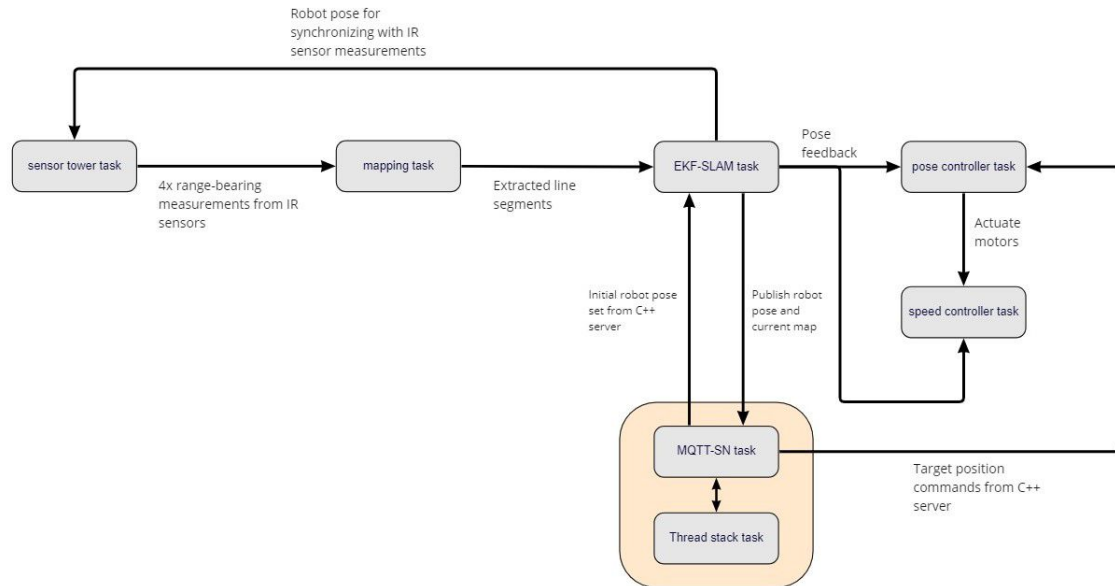 Robot pose for
synchronizing with IR
sensor measurements
sensor tower task
mapping task
EKF-SLAM task
Pose
feedback
pose controller task
4x range-bearing
measurements from IR
sensors
Extracted line
segments
Actuate
motors
Initial robot pose
set from C++
server
Publish robot
pose and
current map
speed controller task
MQTT-SN task
Target position
commands from C++
server
Thread stack task